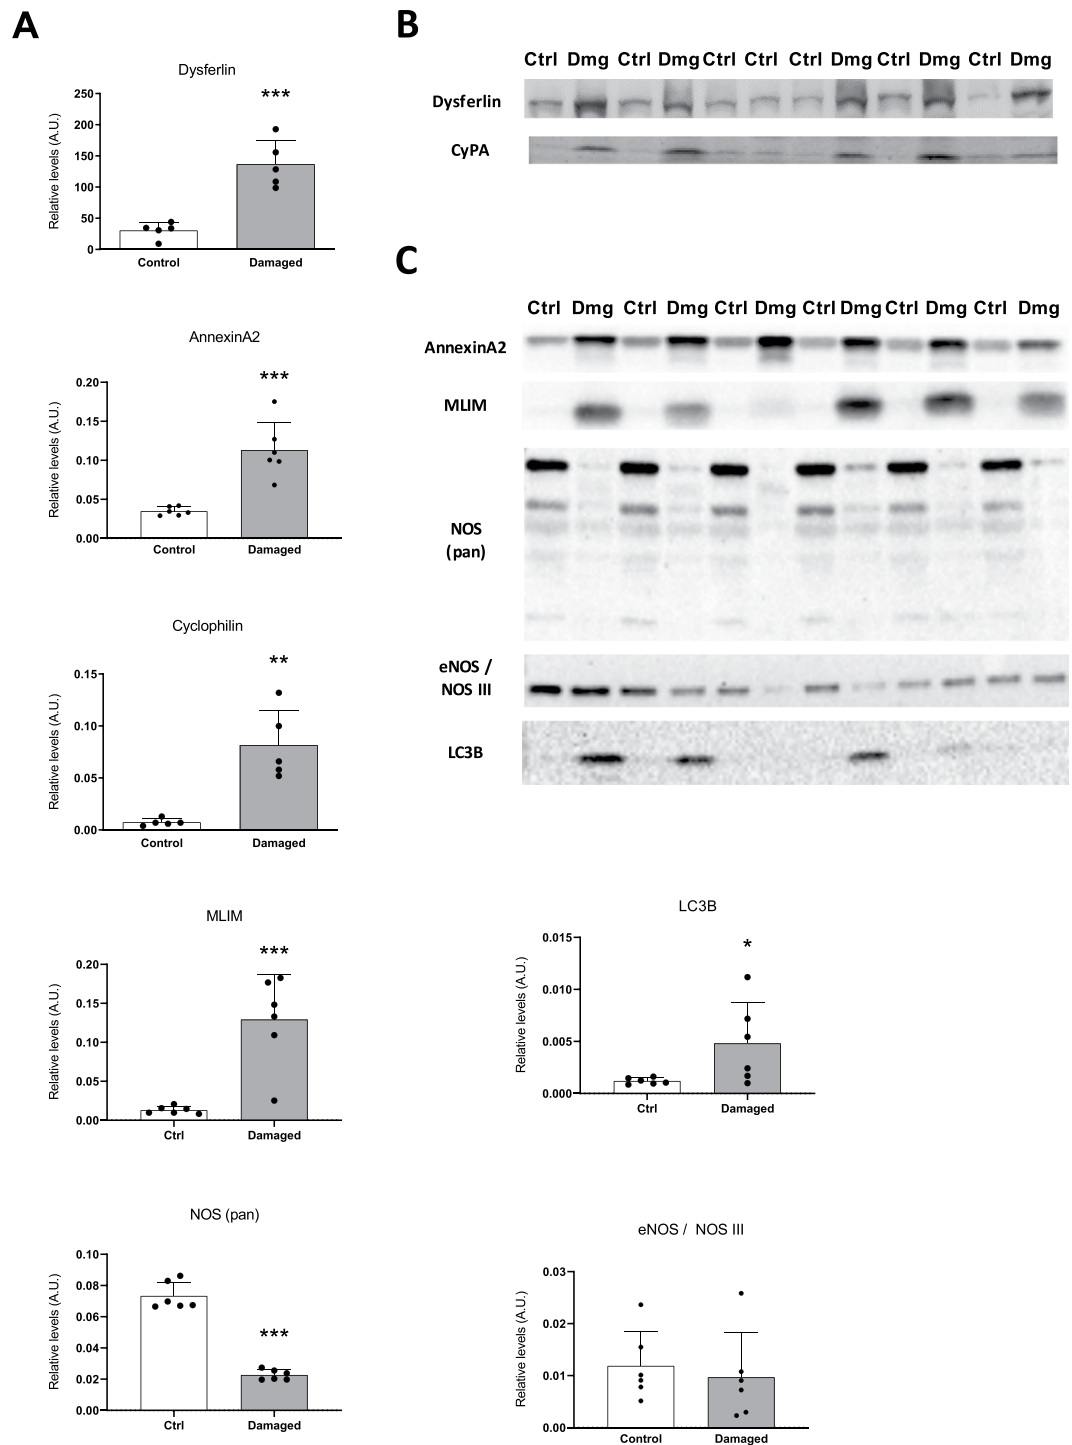 A
Dysferlin
***
Relative levels (A.U.)
250
200
150
100
50
0
Control Damaged
AnnexinA2
***
Relative levels (A.U.)
0.20
0.15
0.10
0.05
0.00
Control Damaged
Cyclophilin
**
Relative levels (A.U.)
0.15
0.10
0.05
0.00
Control Damaged
MLIM
***
Relative levels (A.U.)
0.20
0.15
0.10
0.05
0.00
Ctrl Damaged
NOS (pan)
***
Relative levels (A.U.)
0.10
0.08
0.06
0.04
0.02
0.00
Ctrl Damaged
B
Ctrl Dmg Ctrl Dmg Ctrl Ctrl Ctrl Dmg Ctrl Dmg Ctrl Dmg
Dysferlin
CyPA
C
Ctrl Dmg Ctrl Dmg Ctrl Dmg Ctrl Dmg Ctrl Dmg Ctrl Dmg
AnnexinA2
MLIM
NOS
(pan)
eNOS /
NOS III
LC3B
LC3B
*
Relative levels (A.U.)
0.015
0.010
0.005
0.000
Ctrl Damaged
eNOS / NOS III
Relative levels (A.U.)
0.03
0.02
0.01
0.00
Control Damaged